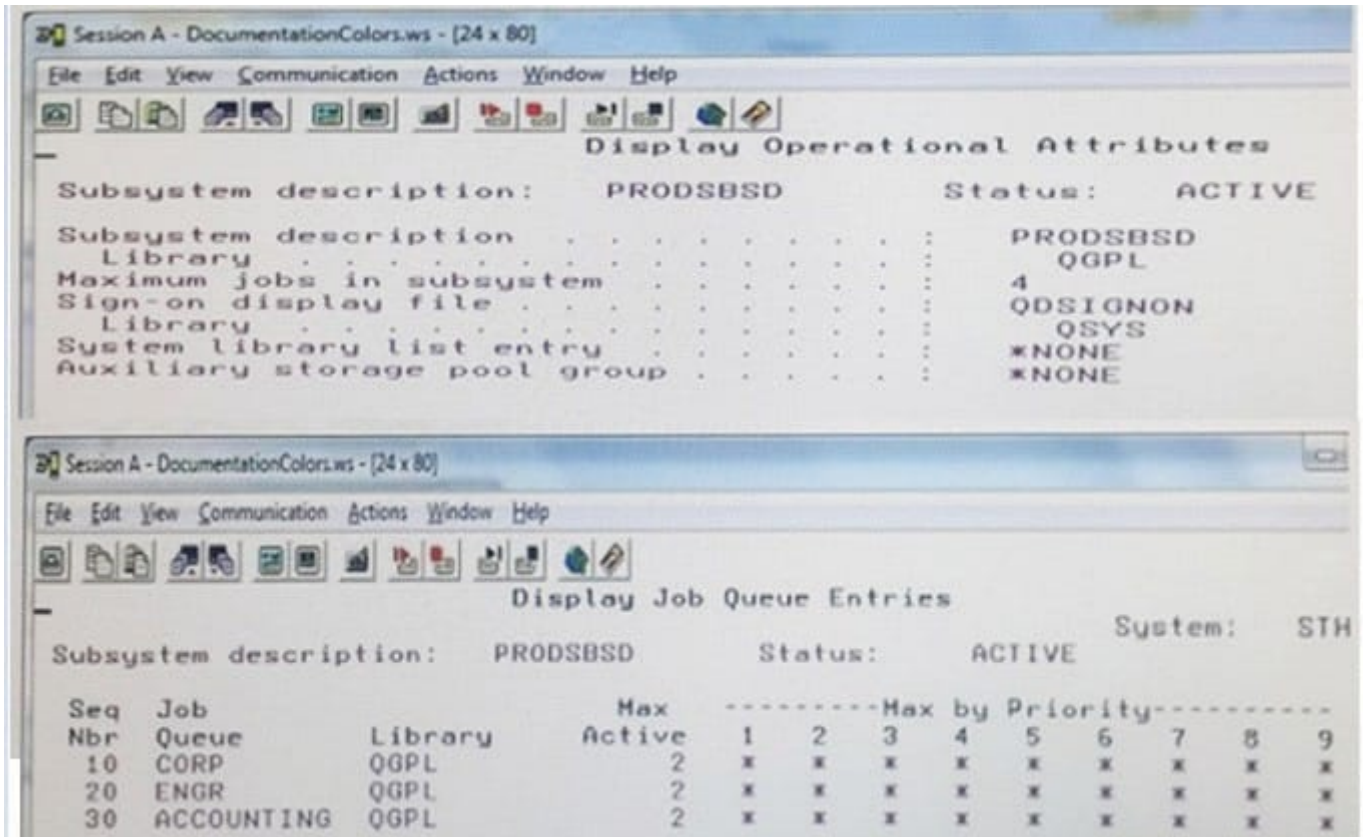 Session A - DocumentationColors.ws - [24 x 80]
File Edit View Communication Actions Window Help
Display Operational Attributes
Subsystem description: PRODSBSD Status: ACTIVE
Subsystem description . . . . . . . . . : PRODSBSD
Library . . . . . . . . . . . . . . . : QGPL
Maximum jobs in subsystem . . . . . . : 4
Sign-on display file . . . . . . . . . : QDSIGNON
Library . . . . . . . . . . . . . . . : QSYS
System library list entry . . . . . . : *NONE
Auxiliary storage pool group . . . . . : *NONE
Session A - DocumentationColors.ws - [24 x 80]
File Edit View Communication Actions Window Help
Display Job Queue Entries
System: STH
Subsystem description: PRODSBSD Status: ACTIVE
Seq Job Max ---------Max by Priority----------
Nbr Queue Library Active 1 2 3 4 5 6 7 8 9
10 CORP QGPL 2 * * * * * * * * *
20 ENGR QGPL 2 * * * * * * * * *
30 ACCOUNTING QGPL 2 * * * * * * * * *